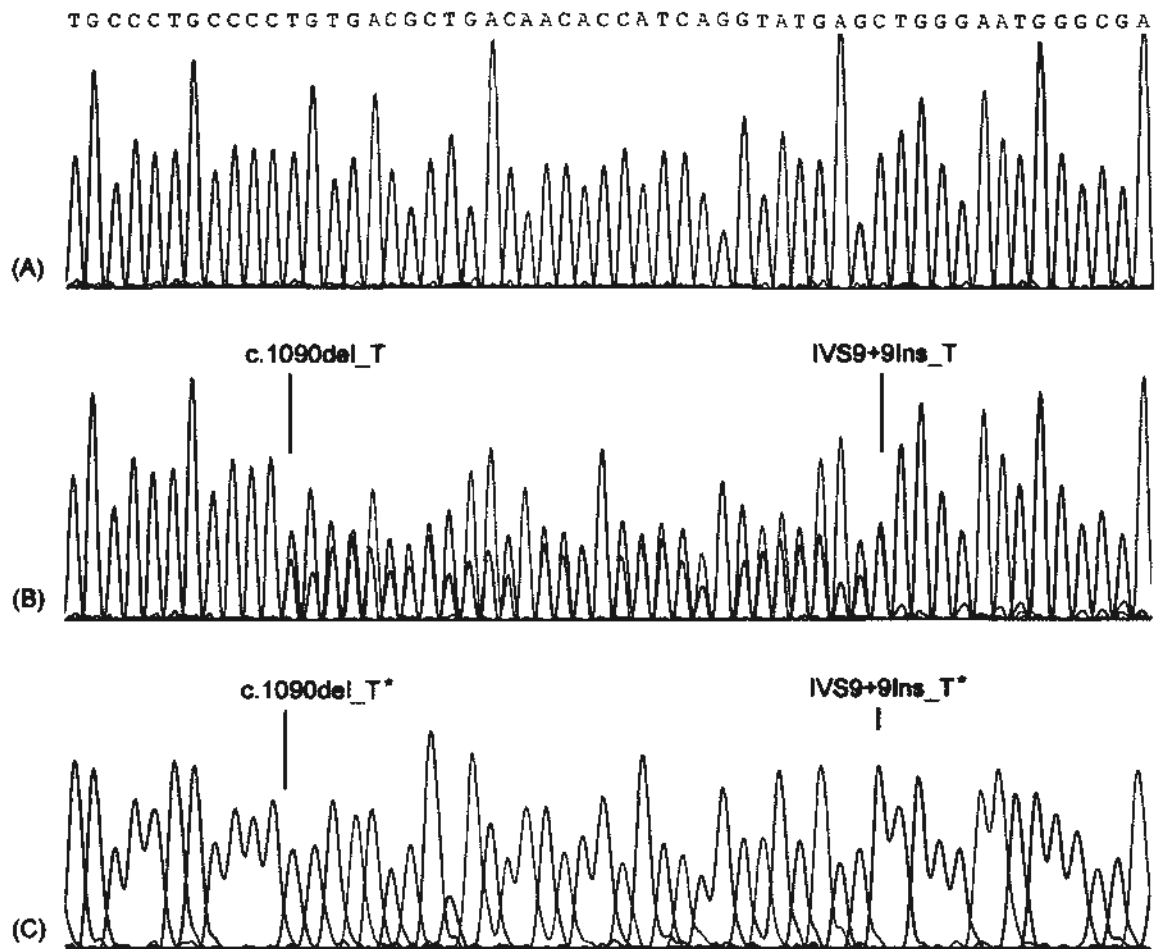 TGCCCTGCCCCTGTGACGCTGACAACACCATCAGGTATGAGCTGGGAATGGGCGA
(A)
c.1090del_T IVS9+9Ins_T
(B)
c.1090del_T* IVS9+9Ins_T*
(C)